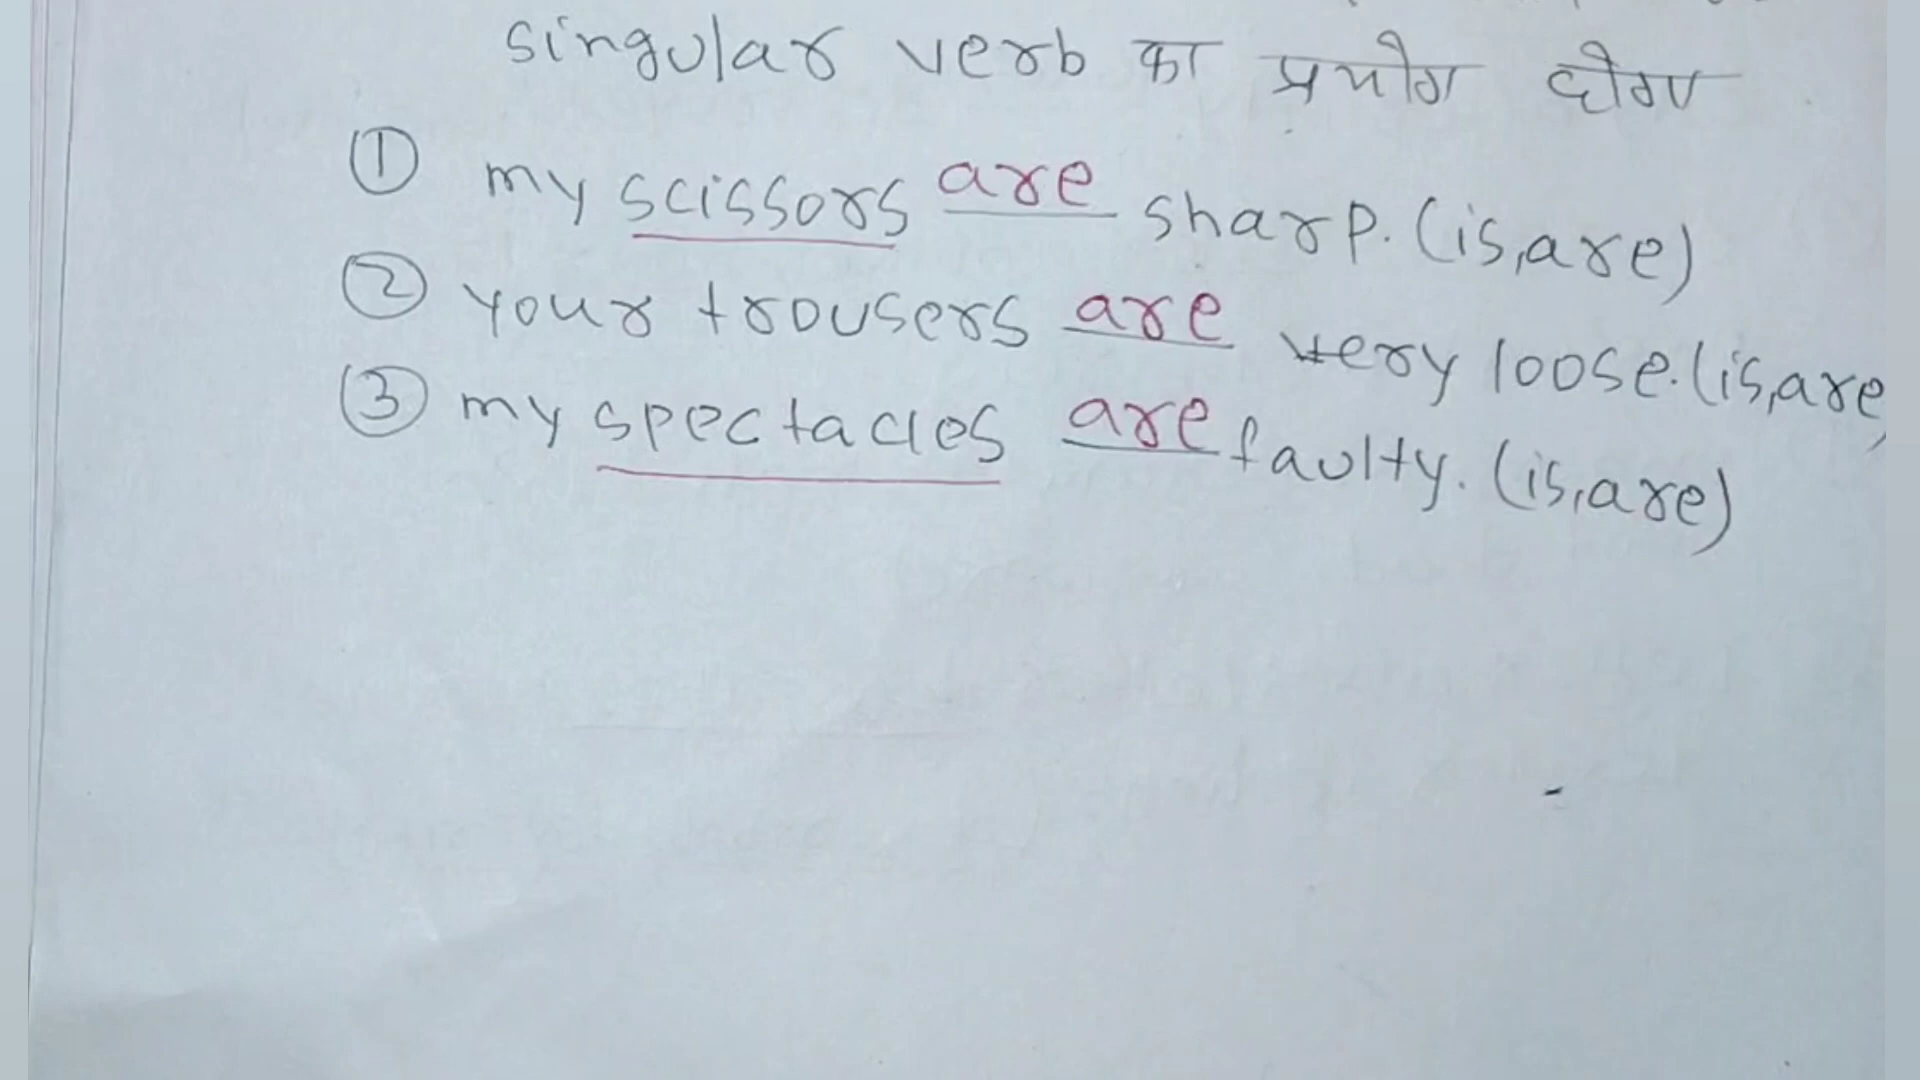 singular verb का प्रयोग होगा
① my scissors are sharp. (is, are)
② your trousers are very loose. (is, are)
③ my spectacles are faulty. (is, are)